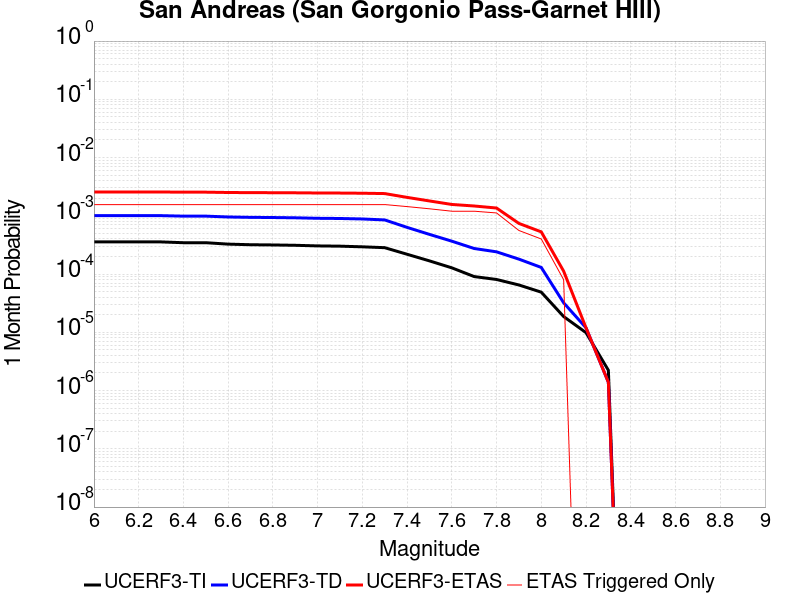 San Andreas (San Gorgonio Pass-Garnet HIll)
10^0
10^-1
10^-2
10^-3
10^-4
10^-5
10^-6
10^-7
10^-8
1 Month Probability
6 6.2 6.4 6.6 6.8 7 7.2 7.4 7.6 7.8 8 8.2 8.4 8.6 8.8 9
Magnitude
UCERF3-TI UCERF3-TD UCERF3-ETAS ETAS Triggered Only